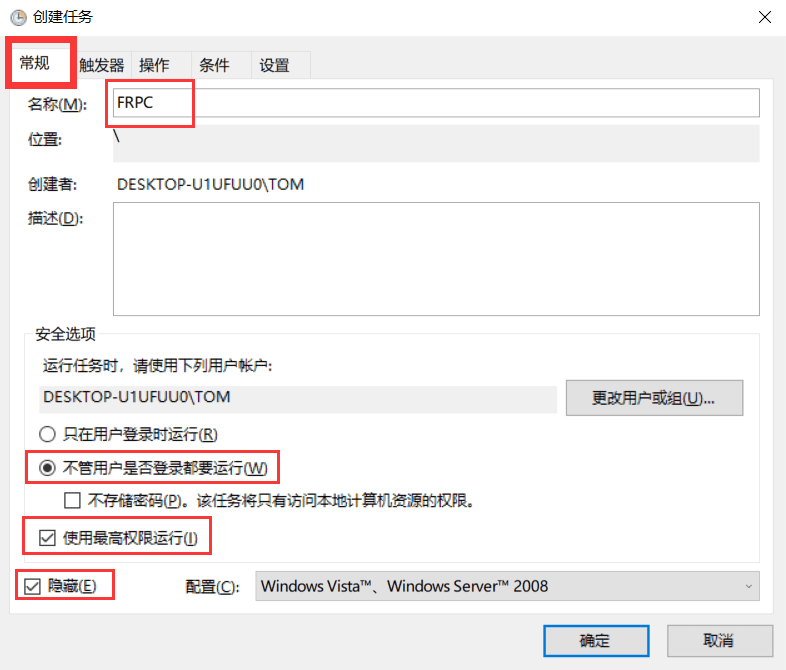 创建任务
常规 触发器 操作 条件 设置
名称(M): FRPC
位置: \
创建者: DESKTOP-U1UFUU0\TOM
描述(D):
安全选项
运行任务时，请使用下列用户帐户:
DESKTOP-U1UFUU0\TOM 更改用户或组(U)...
只在用户登录时运行(R)
不管用户是否登录都要运行(W)
不存储密码(P)。该任务将只有访问本地计算机资源的权限。
使用最高权限运行(I)
隐藏(E) 配置(C): Windows Vista™、Windows Server™ 2008
确定 取消